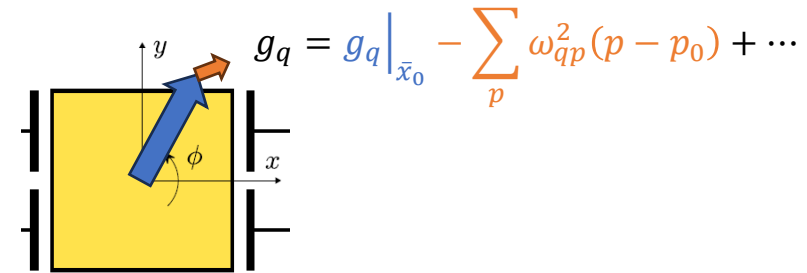 g_q = g_q|_{x̄_0} − ∑_p ω²_{qp}(p − p_0) + ⋯
y
ϕ
x